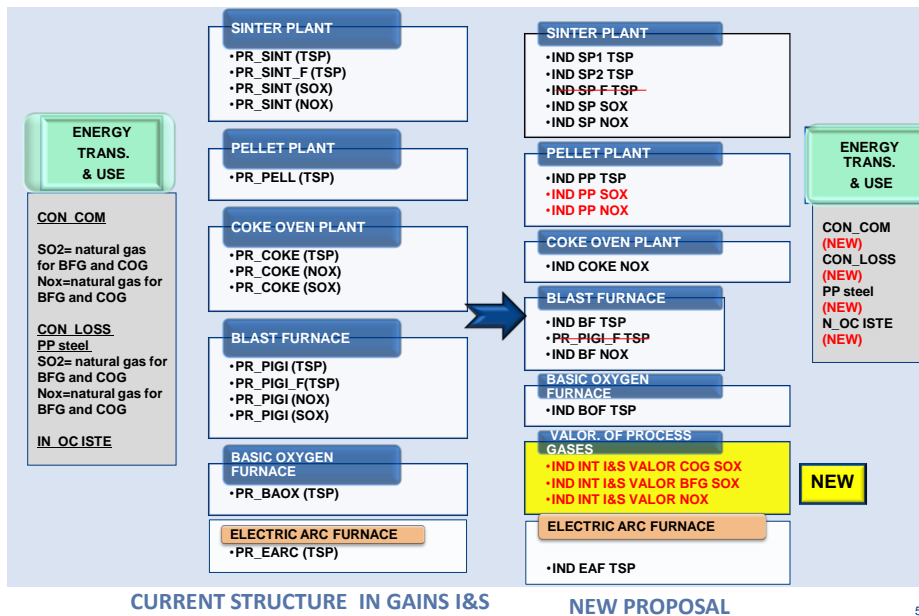 ENERGY
TRANS.
& USE
CON_COM
SO2= natural gas
for BFG and COG
Nox=natural gas for
BFG and COG
CON_LOSS
PP steel
SO2= natural gas for
BFG and COG
Nox=natural gas for
BFG and COG
IN_OC ISTE
SINTER PLANT
•PR_SINT (TSP)
•PR_SINT_F (TSP)
•PR_SINT (SOX)
•PR_SINT (NOX)
PELLET PLANT
•PR_PELL (TSP)
COKE OVEN PLANT
•PR_COKE (TSP)
•PR_COKE (NOX)
•PR_COKE (SOX)
BLAST FURNACE
•PR_PIGI (TSP)
•PR_PIGI_F(TSP)
•PR_PIGI (NOX)
•PR_PIGI (SOX)
BASIC OXYGEN
FURNACE
•PR_BAOX (TSP)
ELECTRIC ARC FURNACE
•PR_EARC (TSP)
CURRENT STRUCTURE IN GAINS I&S
SINTER PLANT
•IND SP1 TSP
•IND SP2 TSP
•IND SP F TSP
•IND SP SOX
•IND SP NOX
PELLET PLANT
•IND PP TSP
•IND PP SOX
•IND PP NOX
COKE OVEN PLANT
•IND COKE NOX
BLAST FURNACE
•IND BF TSP
•PR_PIGI_F TSP
•IND BF NOX
BASIC OXYGEN
FURNACE
•IND BOF TSP
VALOR. OF PROCESS
GASES
•IND INT I&S VALOR COG SOX
•IND INT I&S VALOR BFG SOX
•IND INT I&S VALOR NOX
ELECTRIC ARC FURNACE
•IND EAF TSP
NEW PROPOSAL
ENERGY
TRANS.
& USE
CON_COM
(NEW)
CON_LOSS
(NEW)
PP steel
(NEW)
N_OC ISTE
(NEW)
NEW
5